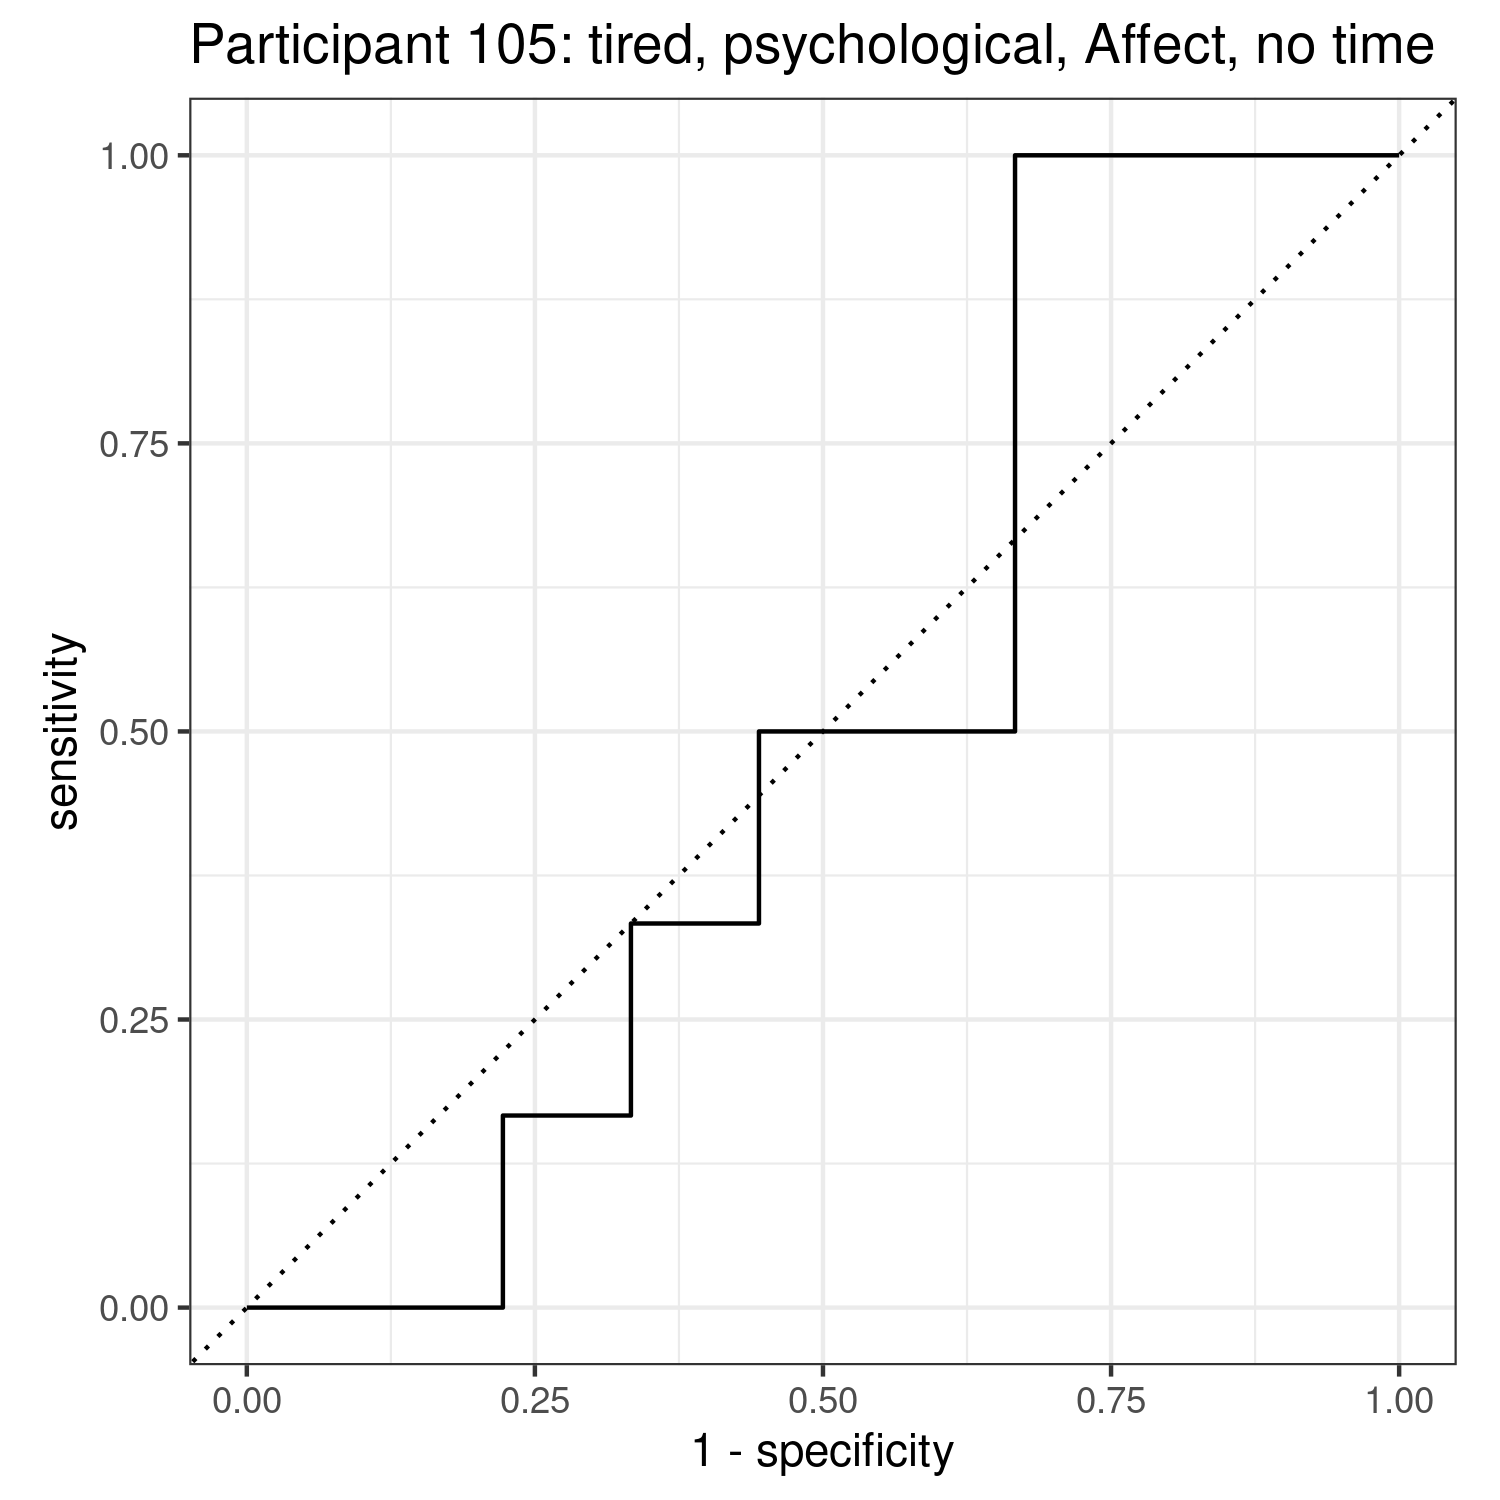 Participant 105: tired, psychological, Affect, no time
1.00
0.75
0.50
0.25
0.00
sensitivity
0.00 0.25 0.50 0.75 1.00
1 - specificity